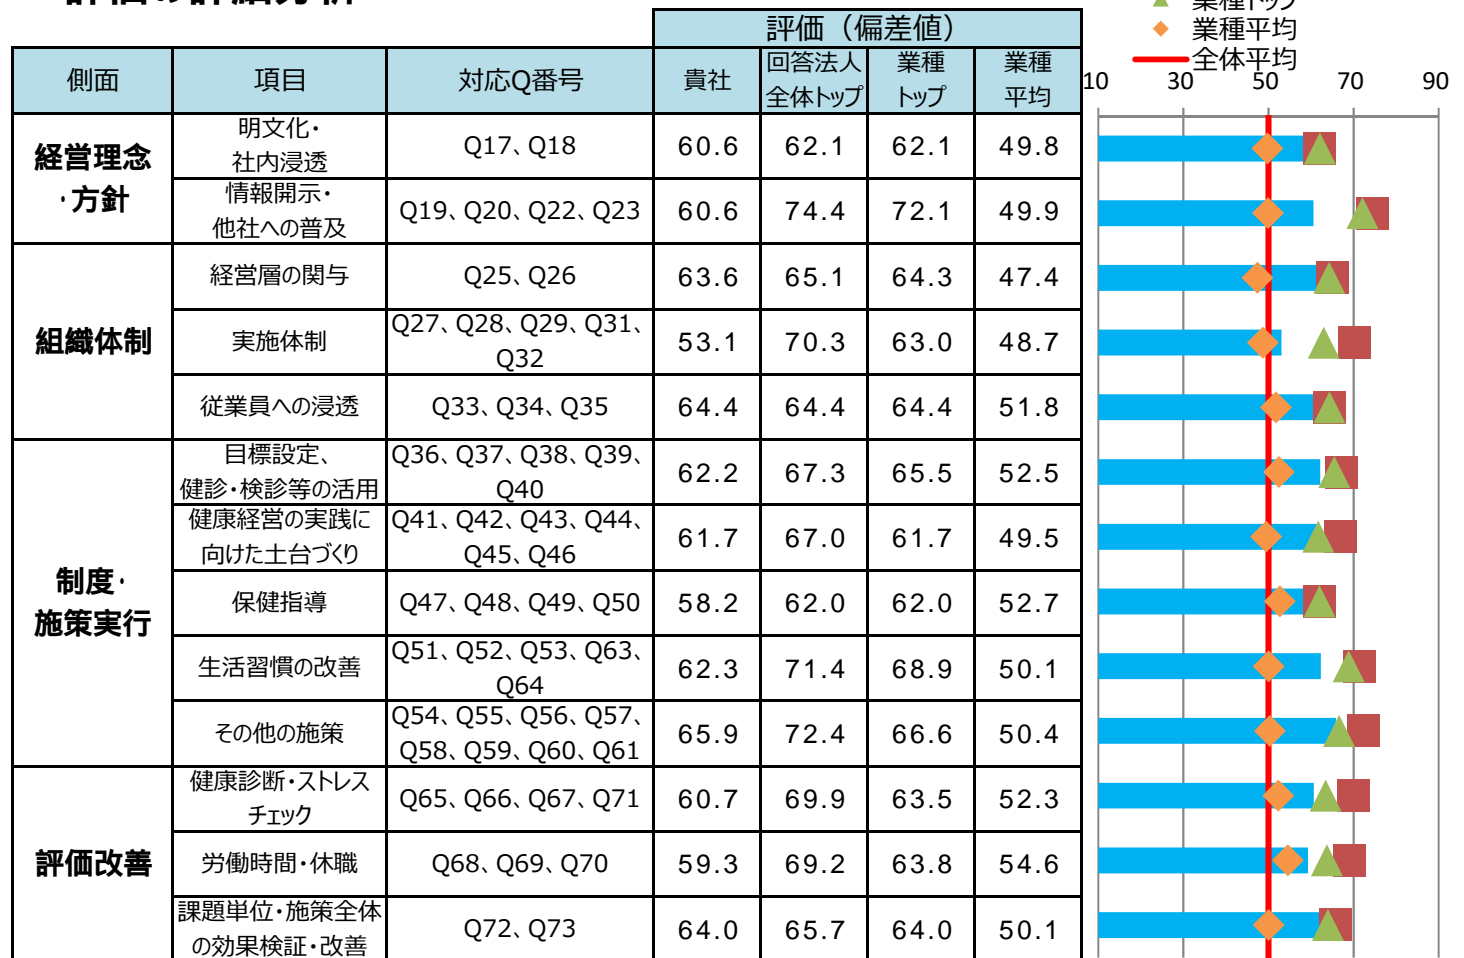 評価の詳細分析
業種トップ
業種平均
全体平均
評価（偏差値）
側面 項目 対応Q番号 貴社 回答法人 業種 業種
全体トップ トップ 平均
10 30 50 70 90
経営理念
・方針
明文化・
社内浸透
Q17、Q18 60.6 62.1 62.1 49.8
情報開示・
他社への普及
Q19、Q20、Q22、Q23 60.6 74.4 72.1 49.9
組織体制
経営層の関与 Q25、Q26 63.6 65.1 64.3 47.4
実施体制
Q27、Q28、Q29、Q31、
Q32
53.1 70.3 63.0 48.7
従業員への浸透 Q33、Q34、Q35 64.4 64.4 64.4 51.8
制度・
施策実行
目標設定、
健診・検診等の活用
Q36、Q37、Q38、Q39、
Q40
62.2 67.3 65.5 52.5
健康経営の実践に
向けた土台づくり
Q41、Q42、Q43、Q44、
Q45、Q46
61.7 67.0 61.7 49.5
保健指導 Q47、Q48、Q49、Q50 58.2 62.0 62.0 52.7
生活習慣の改善
Q51、Q52、Q53、Q63、
Q64
62.3 71.4 68.9 50.1
その他の施策
Q54、Q55、Q56、Q57、
Q58、Q59、Q60、Q61
65.9 72.4 66.6 50.4
評価改善
健康診断・ストレス
チェック
Q65、Q66、Q67、Q71 60.7 69.9 63.5 52.3
労働時間・休職 Q68、Q69、Q70 59.3 69.2 63.8 54.6
課題単位・施策全体
の効果検証・改善
Q72、Q73 64.0 65.7 64.0 50.1